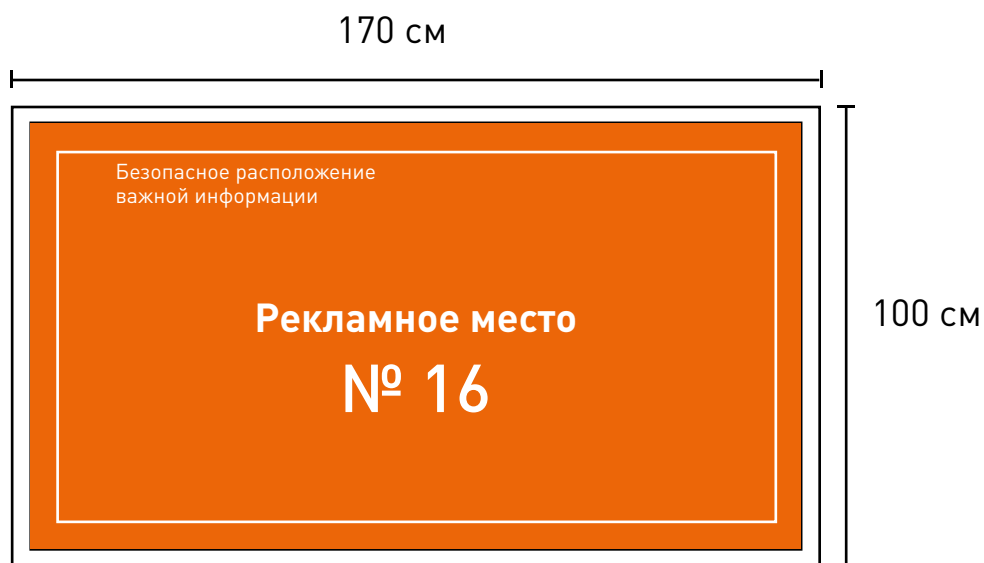 170 см
Безопасное расположение
важной информации
Рекламное место
№ 16
100 см